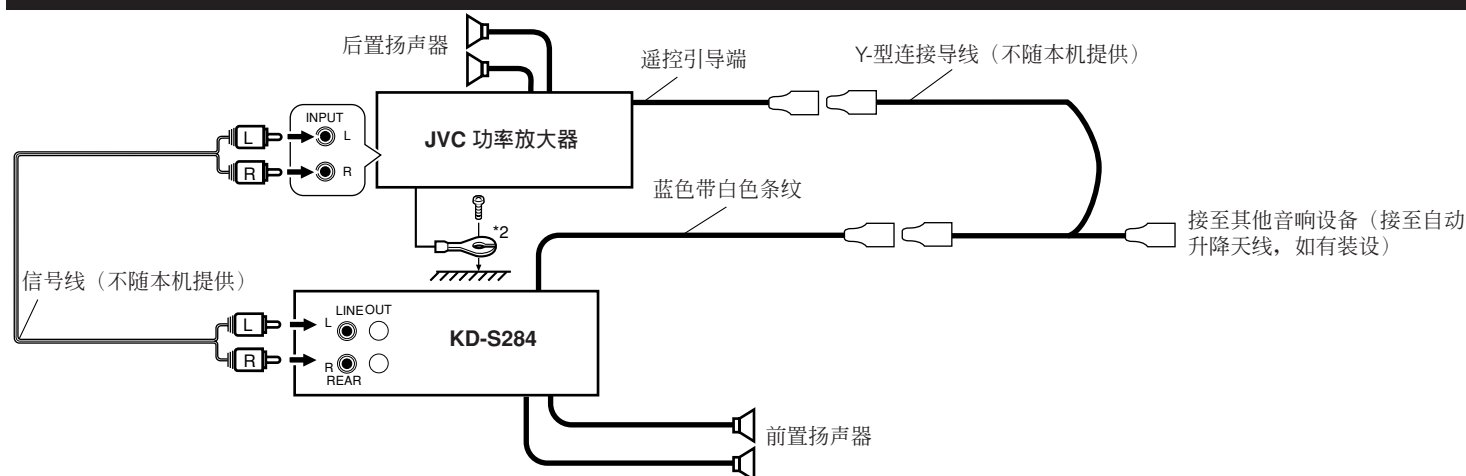 后置扬声器
遥控引导端
Y-型连接导线（不随本机提供）
INPUT
L
L
R
R
JVC 功率放大器
蓝色带白色条纹
*2
接至其他音响设备（接至自动
升降天线，如有装设）
信号线（不随本机提供）
LINE OUT
L
L
KD-S284
R
R
REAR
前置扬声器